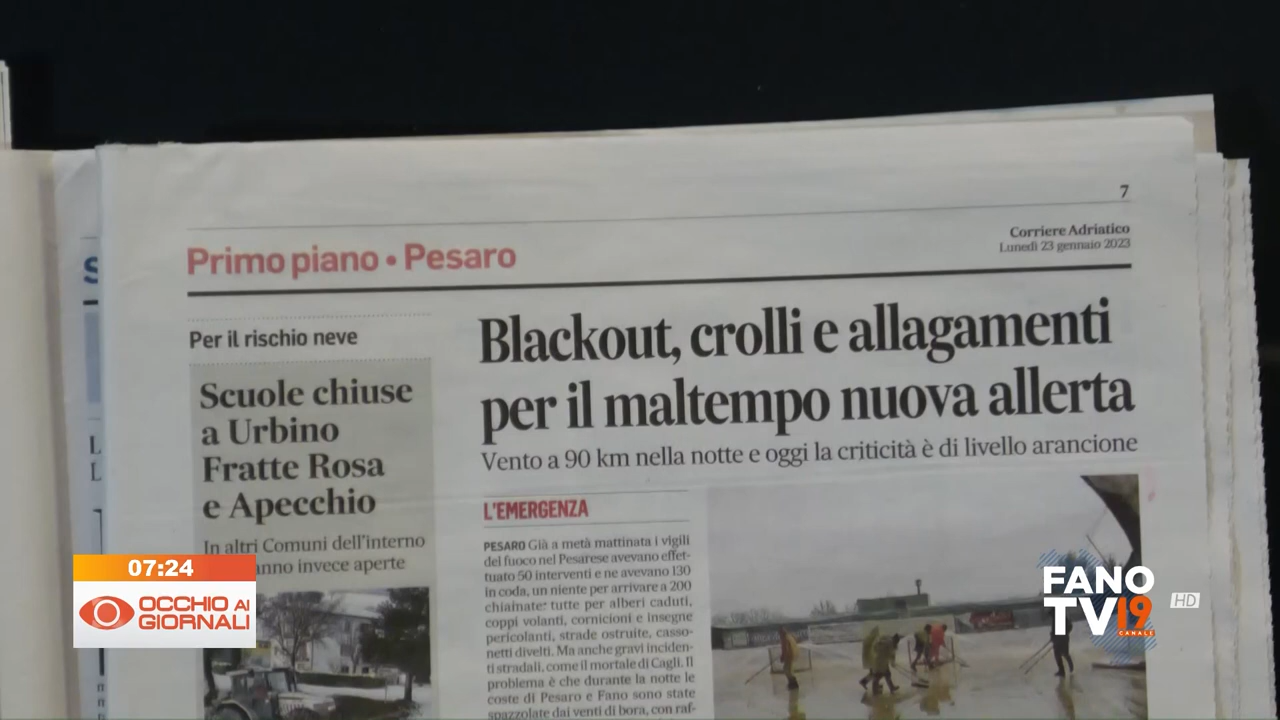 7
Corriere Adriatico
Lunedì 23 gennaio 2023
Primo piano • Pesaro
Per il rischio neve
Scuole chiuse
a Urbino
Fratte Rosa
e Apecchio
In altri Comuni dell'interno
anno invece aperte
Blackout, crolli e allagamenti
per il maltempo nuova allerta
Vento a 90 km nella notte e oggi la criticità è di livello arancione
L'EMERGENZA
PESARO Già a metà mattinata i vigili
del fuoco nel Pesarese avevano effet-
tuato 50 interventi e ne avevano 130
in coda, un niente per arrivare a 200
chiamate: tutte per alberi caduti,
coppi volanti, cornicioni e insegne
pericolanti, strade ostruite, casso-
netti divelti. Ma anche gravi inciden-
ti stradali, come il mortale di Cagli. Il
problema è che durante la notte le
coste di Pesaro e Fano sono state
spazzolate dai venti di bora, con raf-
07:24
OCCHIO AI
GIORNALI
FANO
TV19
CANALE
HD